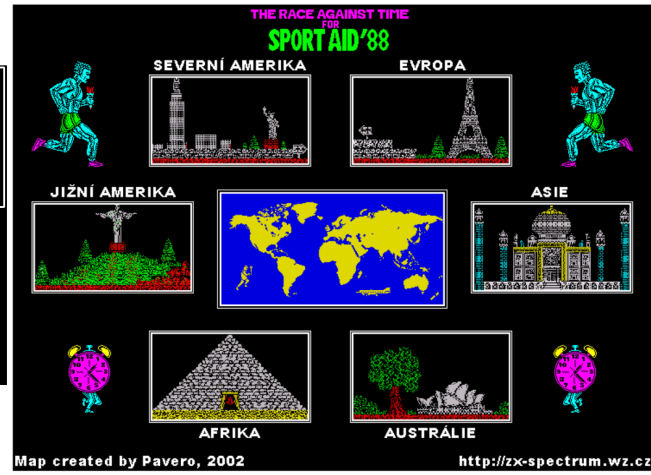 THE RACE AGAINST TIME
FOR
SPORT AID'88
SEVERNÍ AMERIKA
EVROPA
JIŽNÍ AMERIKA
ASIE
AFRIKA
AUSTRÁLIE
Map created by Pavero, 2002
http://zx-spectrum.wz.cz